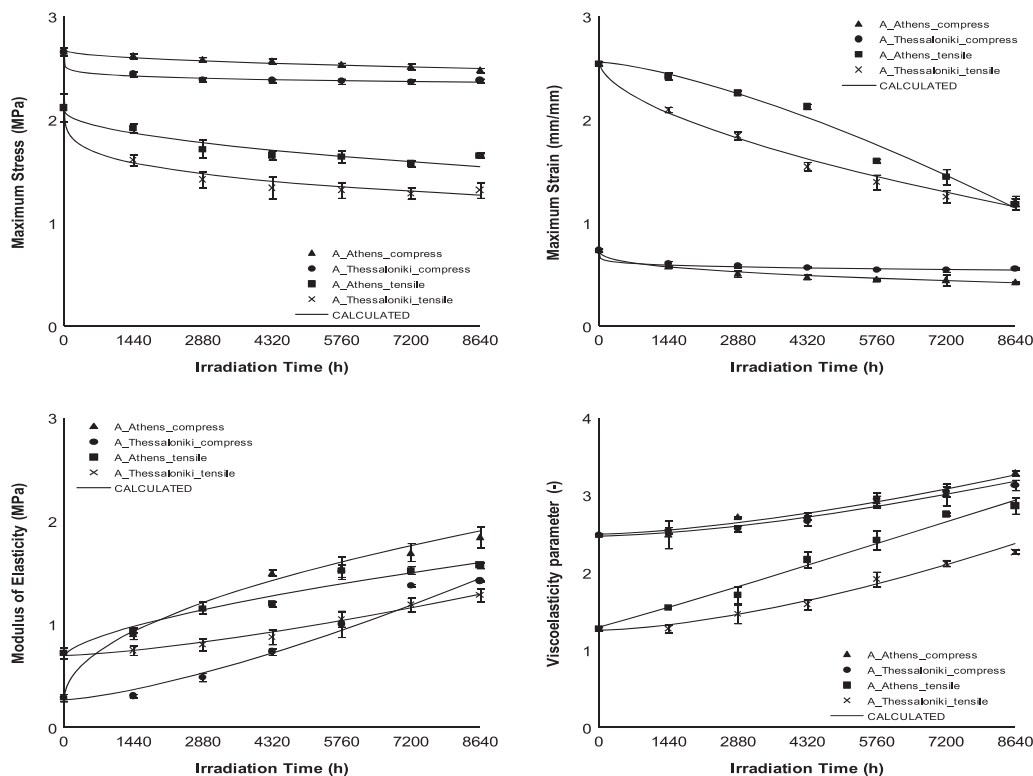 3
2
1
0
Maximum Stress (MPa)
A_Athens_compress
A_Thessaloniki_compress
A_Athens_tensile
A_Thessaloniki_tensile
CALCULATED
0 1440 2880 4320 5760 7200 8640
Irradiation Time (h)
3
2
1
0
Maximum Strain (mm/mm)
A_Athens_compress
A_Thessaloniki_compress
A_Athens_tensile
A_Thessaloniki_tensile
CALCULATED
0 1440 2880 4320 5760 7200 8640
Irradiation Time (h)
3
2
1
0
Modulus of Elasticity (MPa)
A_Athens_compress
A_Thessaloniki_compress
A_Athens_tensile
A_Thessaloniki_tensile
CALCULATED
0 1440 2880 4320 5760 7200 8640
Irradiation Time (h)
4
3
2
1
0
Viscoelasticity parameter (-)
A_Athens_compress
A_Thessaloniki_compress
A_Athens_tensile
A_Thessaloniki_tensile
CALCULATED
0 1440 2880 4320 5760 7200 8640
Irradiation Time (h)